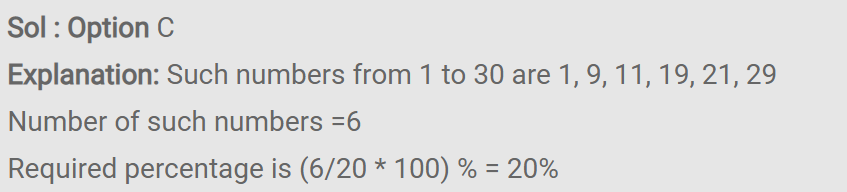 Sol : Option C
Explanation: Such numbers from 1 to 30 are 1, 9, 11, 19, 21, 29
Number of such numbers =6
Required percentage is (6/20 * 100) % = 20%